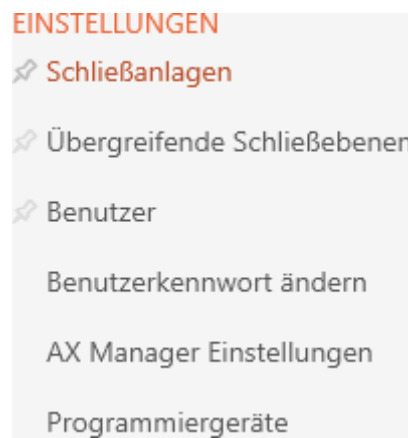 EINSTELLUNGEN
Schließanlagen
Übergreifende Schließebenen
Benutzer
Benutzerkennwort ändern
AX Manager Einstellungen
Programmiergeräte